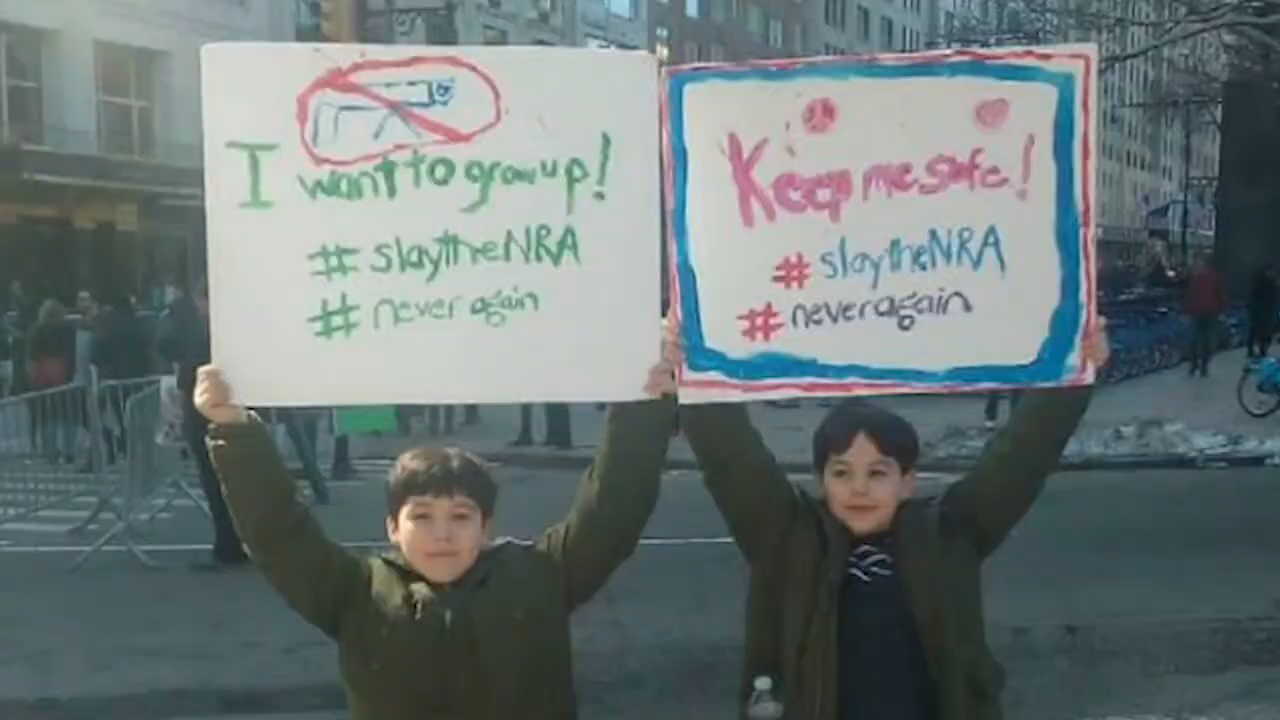 I want to grow up!
#slaytheNRA
#never again
Keep me safe!
#slaytheNRA
#neveragain